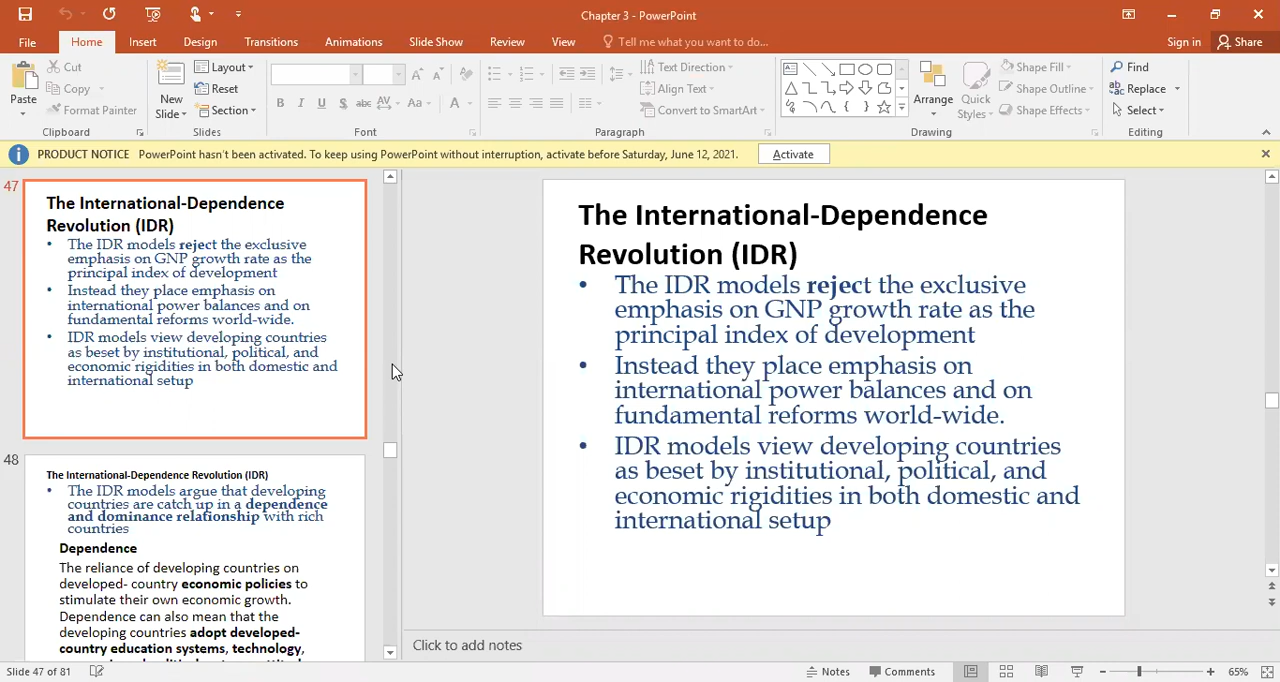 Chapter 3 - PowerPoint
File Home Insert Design Transitions Animations Slide Show Review View Tell me what you want to do... Sign in Share
Paste
Cut
Copy
Format Painter
Clipboard
New Slide
Layout
Reset
Section
Slides
B I U S abc AV Aa A
Font
Text Direction
Align Text
Convert to SmartArt
Paragraph
Arrange
Quick Styles
Shape Fill
Shape Outline
Shape Effects
Drawing
Find
Replace
Select
Editing
PRODUCT NOTICE PowerPoint hasn't been activated. To keep using PowerPoint without interruption, activate before Saturday, June 12, 2021. Activate
47
The International-Dependence
Revolution (IDR)
• The IDR models reject the exclusive
emphasis on GNP growth rate as the
principal index of development
• Instead they place emphasis on
international power balances and on
fundamental reforms world-wide.
• IDR models view developing countries
as beset by institutional, political, and
economic rigidities in both domestic and
international setup
48
The International-Dependence Revolution (IDR)
• The IDR models argue that developing
countries are catch up in a dependence
and dominance relationship with rich
countries
Dependence
The reliance of developing countries on
developed- country economic policies to
stimulate their own economic growth.
Dependence can also mean that the
developing countries adopt developed-
country education systems, technology,
The International-Dependence
Revolution (IDR)
• The IDR models reject the exclusive
emphasis on GNP growth rate as the
principal index of development
• Instead they place emphasis on
international power balances and on
fundamental reforms world-wide.
• IDR models view developing countries
as beset by institutional, political, and
economic rigidities in both domestic and
international setup
Click to add notes
Slide 47 of 81 Notes Comments 65%